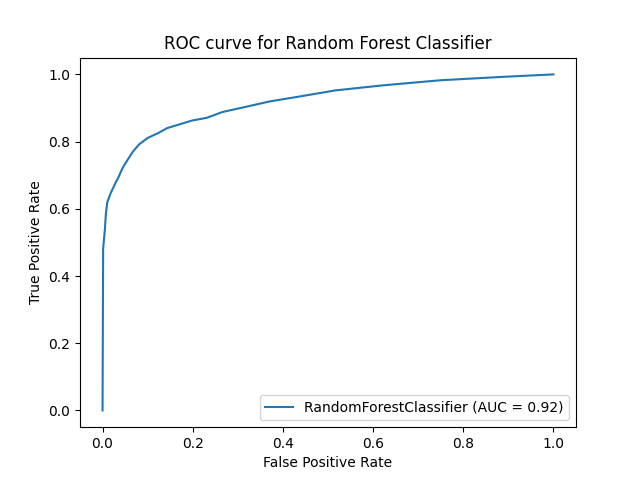 ROC curve for Random Forest Classifier
1.0
0.8
0.6
0.4
0.2
0.0
True Positive Rate
RandomForestClassifier (AUC = 0.92)
0.0 0.2 0.4 0.6 0.8 1.0
False Positive Rate